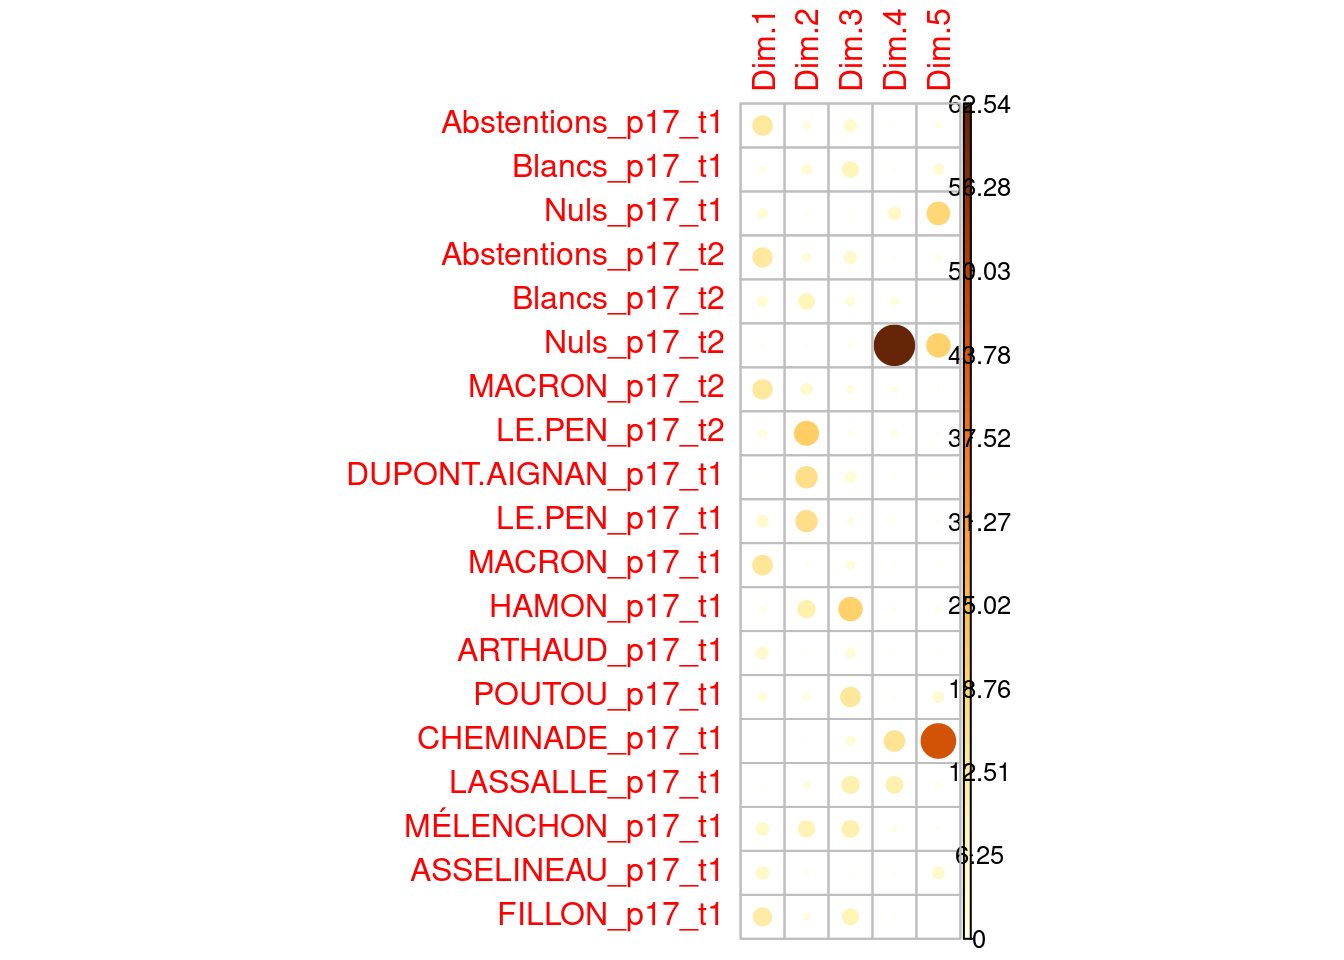 Dim.1 Dim.2 Dim.3 Dim.4 Dim.5
Abstentions_p17_t1
Blancs_p17_t1
Nuls_p17_t1
Abstentions_p17_t2
Blancs_p17_t2
Nuls_p17_t2
MACRON_p17_t2
LE.PEN_p17_t2
DUPONT.AIGNAN_p17_t1
LE.PEN_p17_t1
MACRON_p17_t1
HAMON_p17_t1
ARTHAUD_p17_t1
POUTOU_p17_t1
CHEMINADE_p17_t1
LASSALLE_p17_t1
MÉLENCHON_p17_t1
ASSELINEAU_p17_t1
FILLON_p17_t1
62.54
56.28
50.03
43.78
37.52
31.27
25.02
18.76
12.51
6.25
0